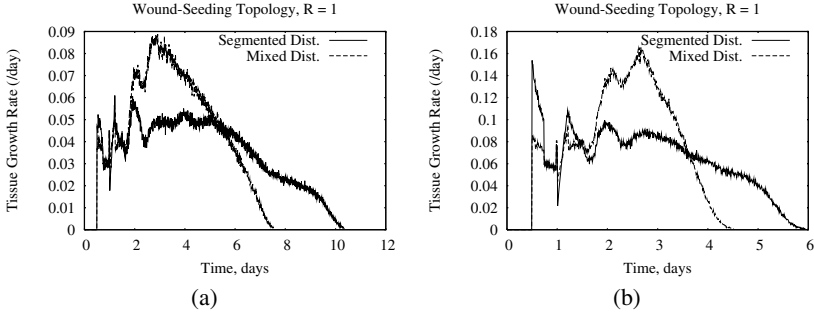 Wound-Seeding Topology, R = 1
Tissue Growth Rate (/day)
0.09
0.08
0.07
0.06
0.05
0.04
0.03
0.02
0.01
0
Segmented Dist.
Mixed Dist.
0 2 4 6 8 10 12
Time, days
(a)
Wound-Seeding Topology, R = 1
Tissue Growth Rate (/day)
0.18
0.16
0.14
0.12
0.1
0.08
0.06
0.04
0.02
0
Segmented Dist.
Mixed Dist.
0 1 2 3 4 5 6
Time, days
(b)